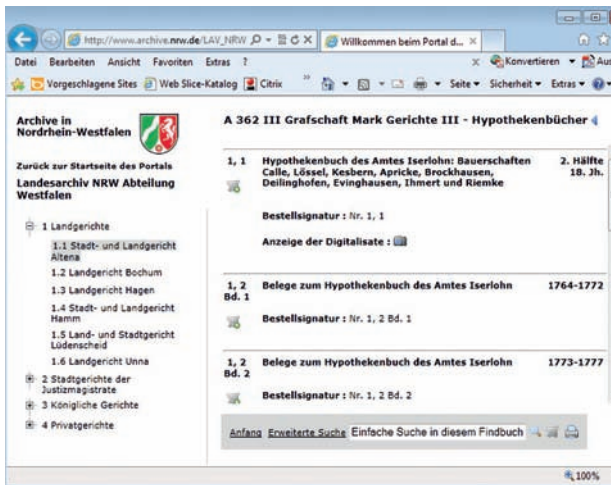 http://www.archive.nrw.de/LAV_NRW
Willkommen beim Portal d...
Datei Bearbeiten Ansicht Favoriten Extras ?
x Konvertieren
Vorgeschlagene Sites Web Slice-Katalog Citrix » Seite Sicherheit Extras
Archive in
Nordrhein-Westfalen
Zurück zur Startseite des Portals
Landesarchiv NRW Abteilung
Westfalen
1 Landgerichte
1.1 Stadt- und Landgericht
Altena
1.2 Landgericht Bochum
1.3 Landgericht Hagen
1.4 Stadt- und Landgericht
Hamm
1.5 Land- und Stadtgericht
Lüdenscheid
1.6 Landgericht Unna
2 Stadtgerichte der
Justizmagistrate
3 Königliche Gerichte
4 Privatgerichte
A 362 III Grafschaft Mark Gerichte III - Hypothekenbücher
1, 1 Hypothekenbuch des Amtes Iserlohn: Bauerschaften 2. Hälfte
Calle, Lössel, Kesbern, Apricke, Brockhausen, 18. Jh.
Deilinghofen, Evinghausen, Ihmert und Riemke
Bestellsignatur : Nr. 1, 1
Anzeige der Digitalisate :
1, 2 Belege zum Hypothekenbuch des Amtes Iserlohn 1764-1772
Bd. 1
Bestellsignatur : Nr. 1, 2 Bd. 1
1, 2 Belege zum Hypothekenbuch des Amtes Iserlohn 1773-1777
Bd. 2
Bestellsignatur : Nr. 1, 2 Bd. 2
Anfang Erweiterte Suche Einfache Suche in diesem Findbuch
100%